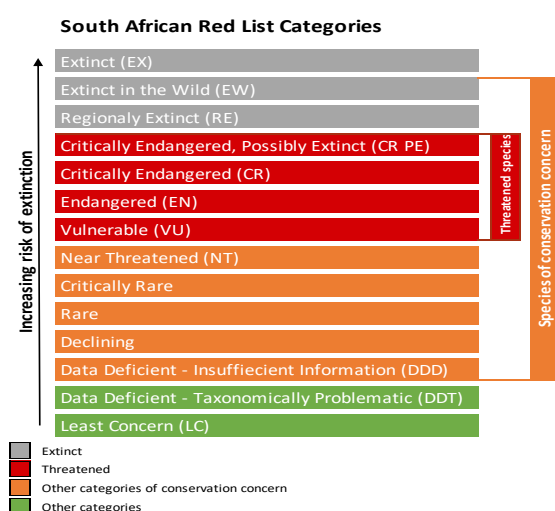 South African Red List Categories
Extinct (EX)
Extinct in the Wild (EW)
Regionaly Extinct (RE)
Critically Endangered, Possibly Extinct (CR PE)
Critically Endangered (CR)
Endangered (EN)
Vulnerable (VU)
Near Threatened (NT)
Critically Rare
Rare
Declining
Data Deficient - Insuffiecient Information (DDD)
Data Deficient - Taxonomically Problematic (DDT)
Least Concern (LC)
Increasing risk of extinction
Threatened species
Species of conservation concern
Extinct
Threatened
Other categories of conservation concern
Other categories